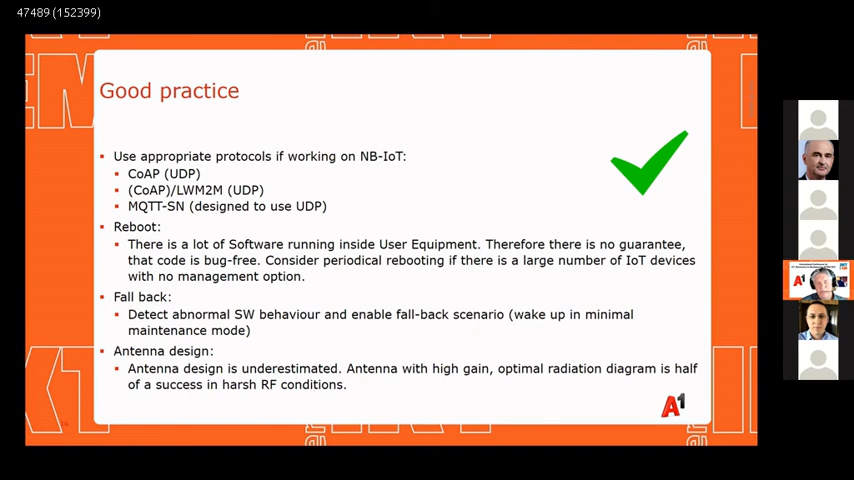 47489 (152399)
Good practice
Use appropriate protocols if working on NB-IoT:
CoAP (UDP)
(CoAP)/LWM2M (UDP)
MQTT-SN (designed to use UDP)
Reboot:
There is a lot of Software running inside User Equipment. Therefore there is no guarantee,
that code is bug-free. Consider periodical rebooting if there is a large number of IoT devices
with no management option.
Fall back:
Detect abnormal SW behaviour and enable fall-back scenario (wake up in minimal
maintenance mode)
Antenna design:
Antenna design is underestimated. Antenna with high gain, optimal radiation diagram is half
of a success in harsh RF conditions.
A1
A1